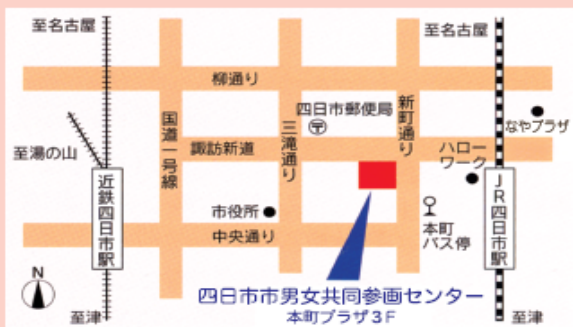 至名古屋
至名古屋
柳通り
国道一号線
三滝通り
四日市郵便局
〒
新町通り
なやプラザ
至湯の山
諏訪新道
ハロー
ワーク
近鉄四日市駅
JR四日市駅
市役所
本町
バス停
中央通り
N
四日市市男女共同参画センター
本町プラザ3F
至津
至津